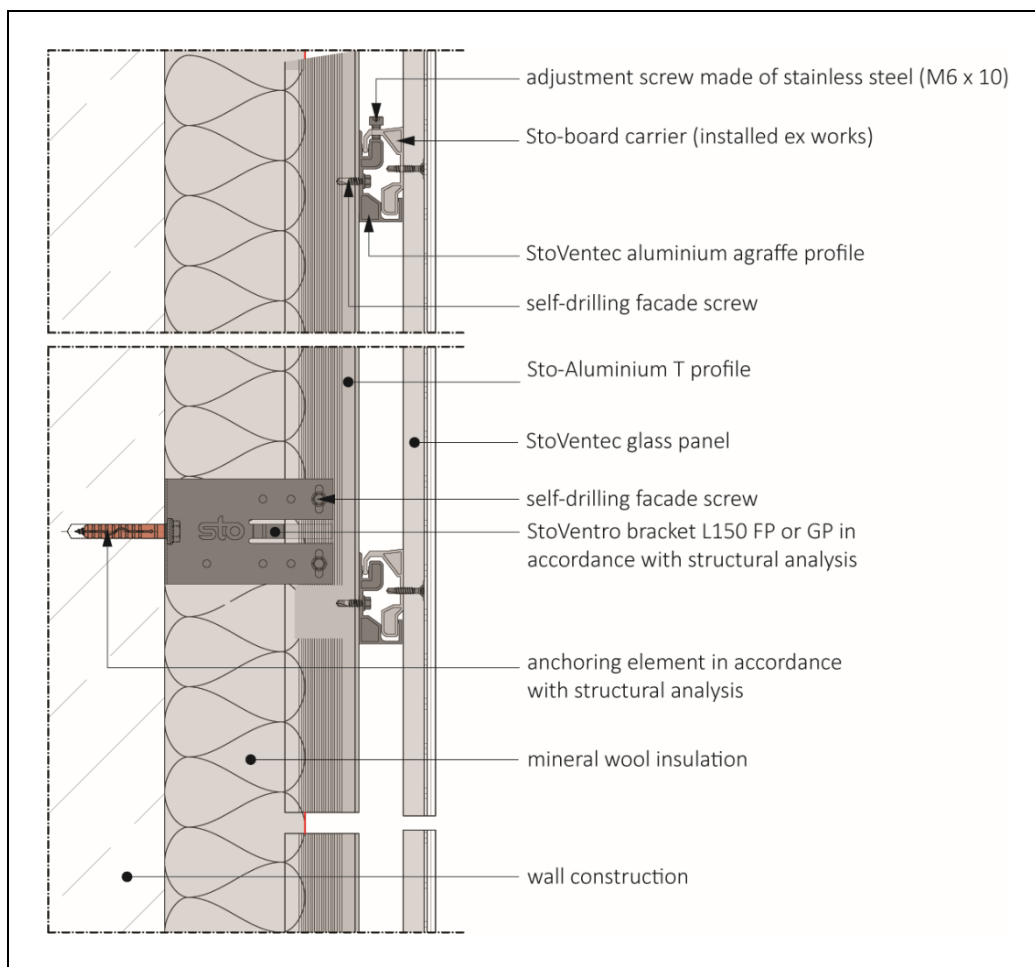 adjustment screw made of stainless steel (M6 x 10)
Sto-board carrier (installed ex works)
StoVentec aluminium agraffe profile
self-drilling facade screw
Sto-Aluminium T profile
StoVentec glass panel
self-drilling facade screw
sto
StoVentro bracket L150 FP or GP in
accordance with structural analysis
anchoring element in accordance
with structural analysis
mineral wool insulation
wall construction